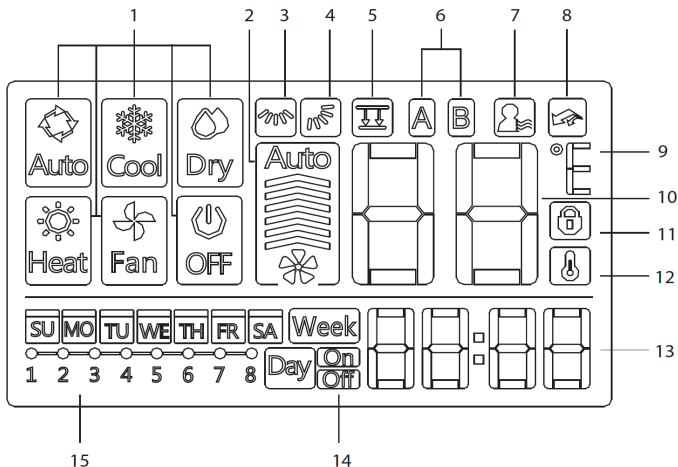 1 2 3 4 5 6 7 8
Auto Cool Dry
Auto
A B
9
10
11
12
Heat Fan OFF
SU MO TU WE TH FR SA Week
Day On
Off
1 2 3 4 5 6 7 8
88:88
13
14
15